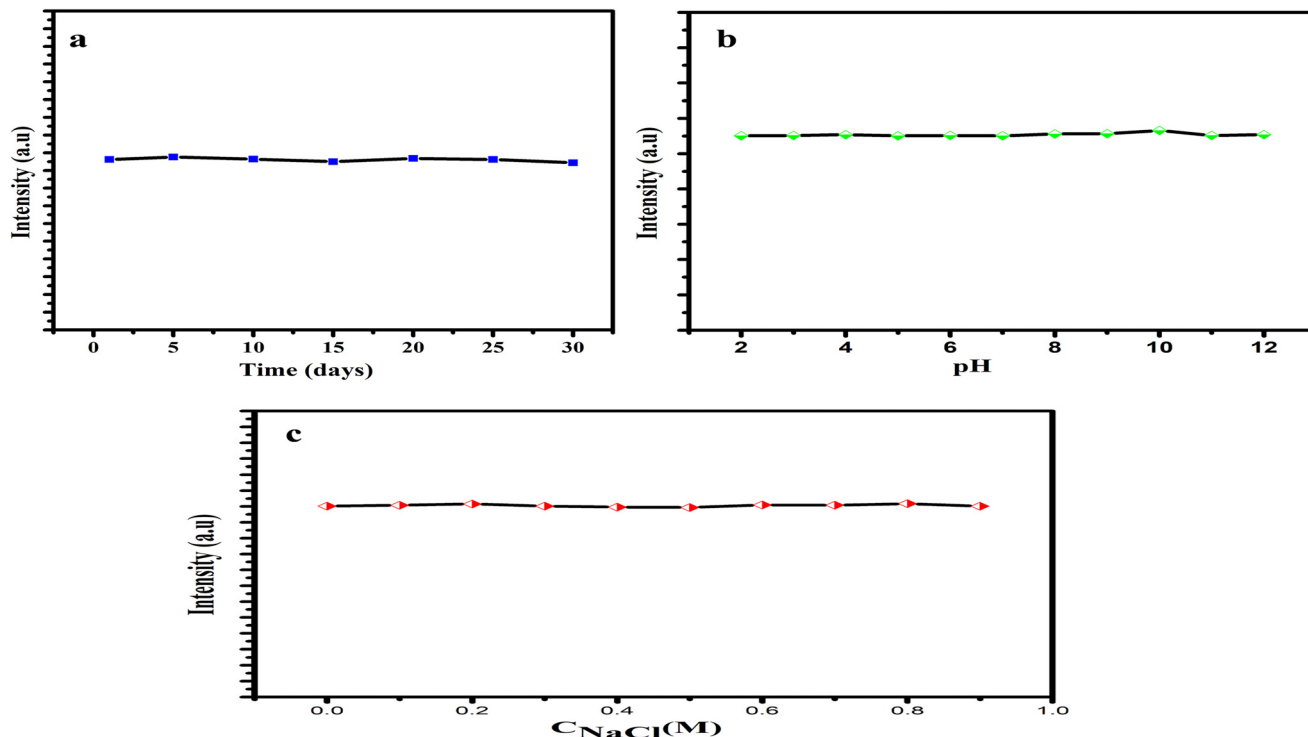 a
Intensity (a.u)
0 5 10 15 20 25 30
Time (days)
b
Intensity (a.u)
2 4 6 8 10 12
pH
c
Intensity (a.u)
0.0 0.2 0.4 0.6 0.8 1.0
CNaCl(M)